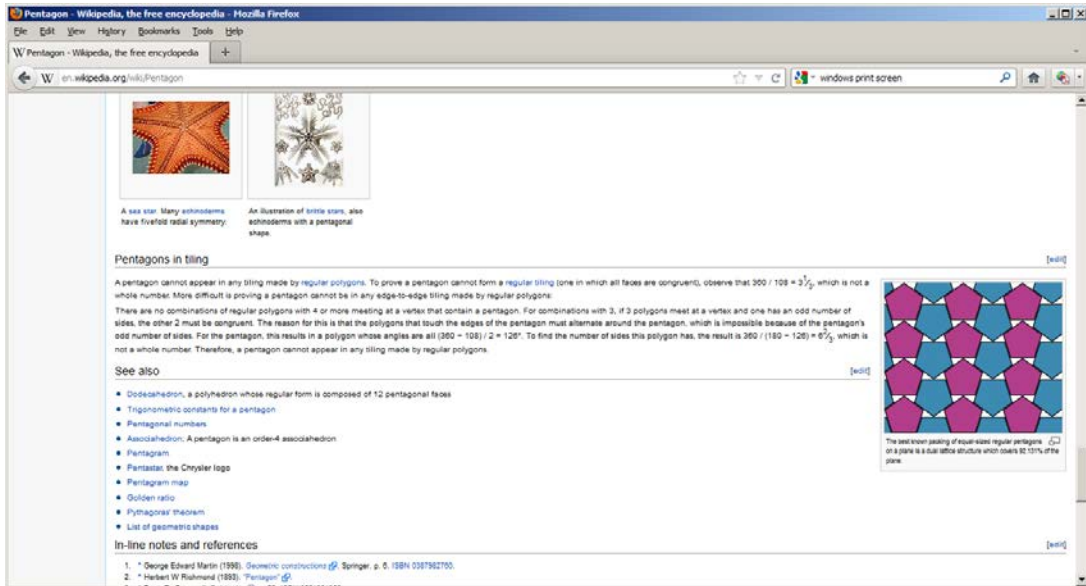 Pentagon - Wikipedia, the free encyclopedia - Mozilla Firefox
File Edit View History Bookmarks Tools Help
W Pentagon - Wikipedia, the free encyclopedia +
W en.wikipedia.org/wiki/Pentagon windows print screen
A sea star. Many echinoderms
have fivefold radial symmetry.
An illustration of brittle stars, also
echinoderms with a pentagonal
shape.
Pentagons in tiling [edit]
A pentagon cannot appear in any tiling made by regular polygons. To prove a pentagon cannot form a regular tiling (one in which all faces are congruent), observe that 360 / 108 = 3 1/3, which is not a
whole number. More difficult is proving a pentagon cannot be in any edge-to-edge tiling made by regular polygons:
There are no combinations of regular polygons with 4 or more meeting at a vertex that contain a pentagon. For combinations with 3, if 3 polygons meet at a vertex and one has an odd number of
sides, the other 2 must be congruent. The reason for this is that the polygons that touch the edges of the pentagon must alternate around the pentagon, which is impossible because of the pentagon's
odd number of sides. For the pentagon, this results in a polygon whose angles are all (360 − 108) / 2 = 126°. To find the number of sides this polygon has, the result is 360 / (180 − 126) = 6 2/3, which is
not a whole number. Therefore, a pentagon cannot appear in any tiling made by regular polygons.
The best known packing of equal-sized regular pentagons
on a plane is a dual lattice structure which covers 92.131% of the
plane.
See also [edit]
Dodecahedron, a polyhedron whose regular form is composed of 12 pentagonal faces
Trigonometric constants for a pentagon
Pentagonal numbers
Associahedron; A pentagon is an order-4 associahedron
Pentagram
Pentastar, the Chrysler logo
Pentagram map
Golden ratio
Pythagoras' theorem
List of geometric shapes
In-line notes and references [edit]
1. ^ George Edward Martin (1998). Geometric constructions. Springer. p. 6. ISBN 0387982760.
2. ^ Herbert W Richmond (1893). "Pentagon".